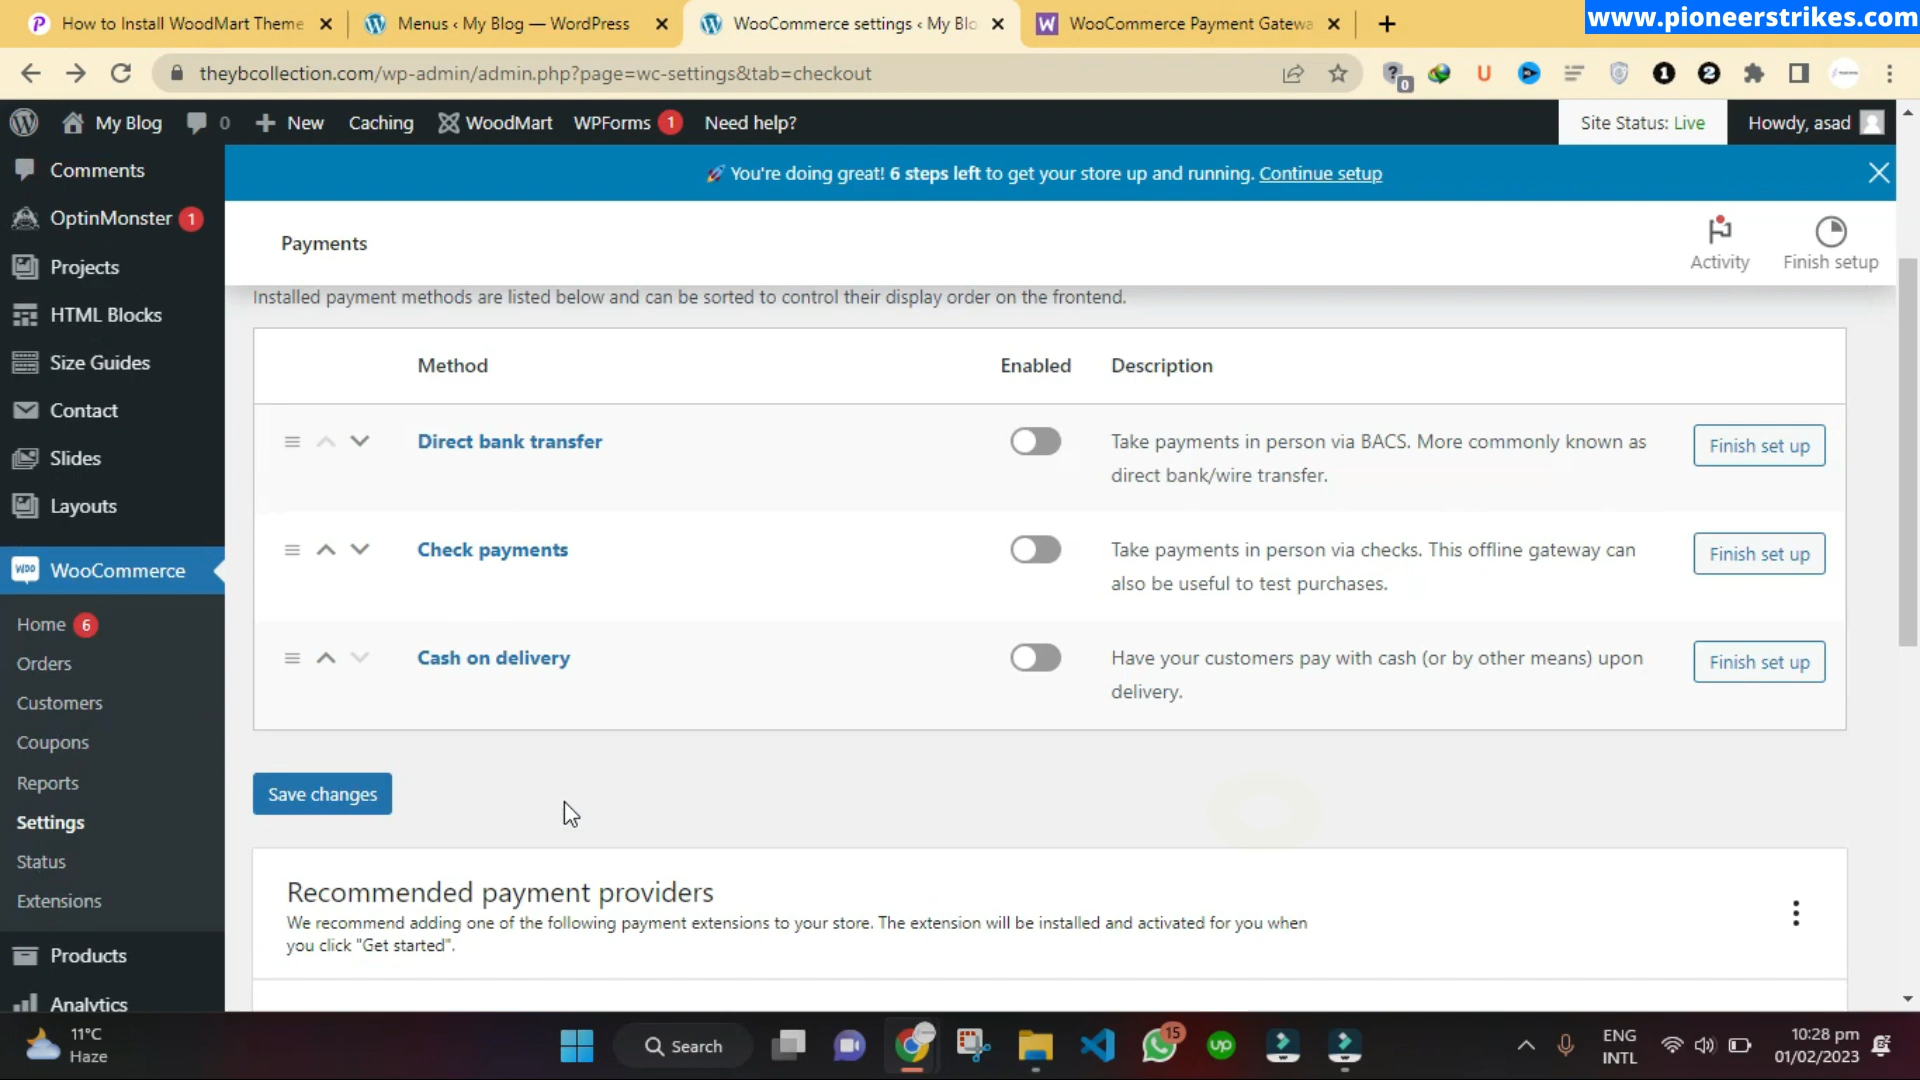 www.pioneerstrikes.com
How to Install WoodMart Theme
Menus ‹ My Blog — WordPress
WooCommerce settings ‹ My Blo
WooCommerce Payment Gatewa
theybcollection.com/wp-admin/admin.php?page=wc-settings&tab=checkout
0
U
1
2
My Blog
0
New
Caching
WoodMart
WPForms 1
Need help?
Site Status: Live
Howdy, asad
Comments
OptinMonster 1
Projects
HTML Blocks
Size Guides
Contact
Slides
Layouts
WooCommerce
Home 6
Orders
Customers
Coupons
Reports
Settings
Status
Extensions
Products
Analytics
You're doing great! 6 steps left to get your store up and running. Continue setup
Payments
Activity
Finish setup
Installed payment methods are listed below and can be sorted to control their display order on the frontend.
Method
Enabled
Description
Direct bank transfer
Take payments in person via BACS. More commonly known as
direct bank/wire transfer.
Finish set up
Check payments
Take payments in person via checks. This offline gateway can
also be useful to test purchases.
Finish set up
Cash on delivery
Have your customers pay with cash (or by other means) upon
delivery.
Finish set up
Save changes
Recommended payment providers
We recommend adding one of the following payment extensions to your store. The extension will be installed and activated for you when
you click "Get started".
11°C
Haze
Search
15
up
ENG
INTL
10:28 pm
01/02/2023